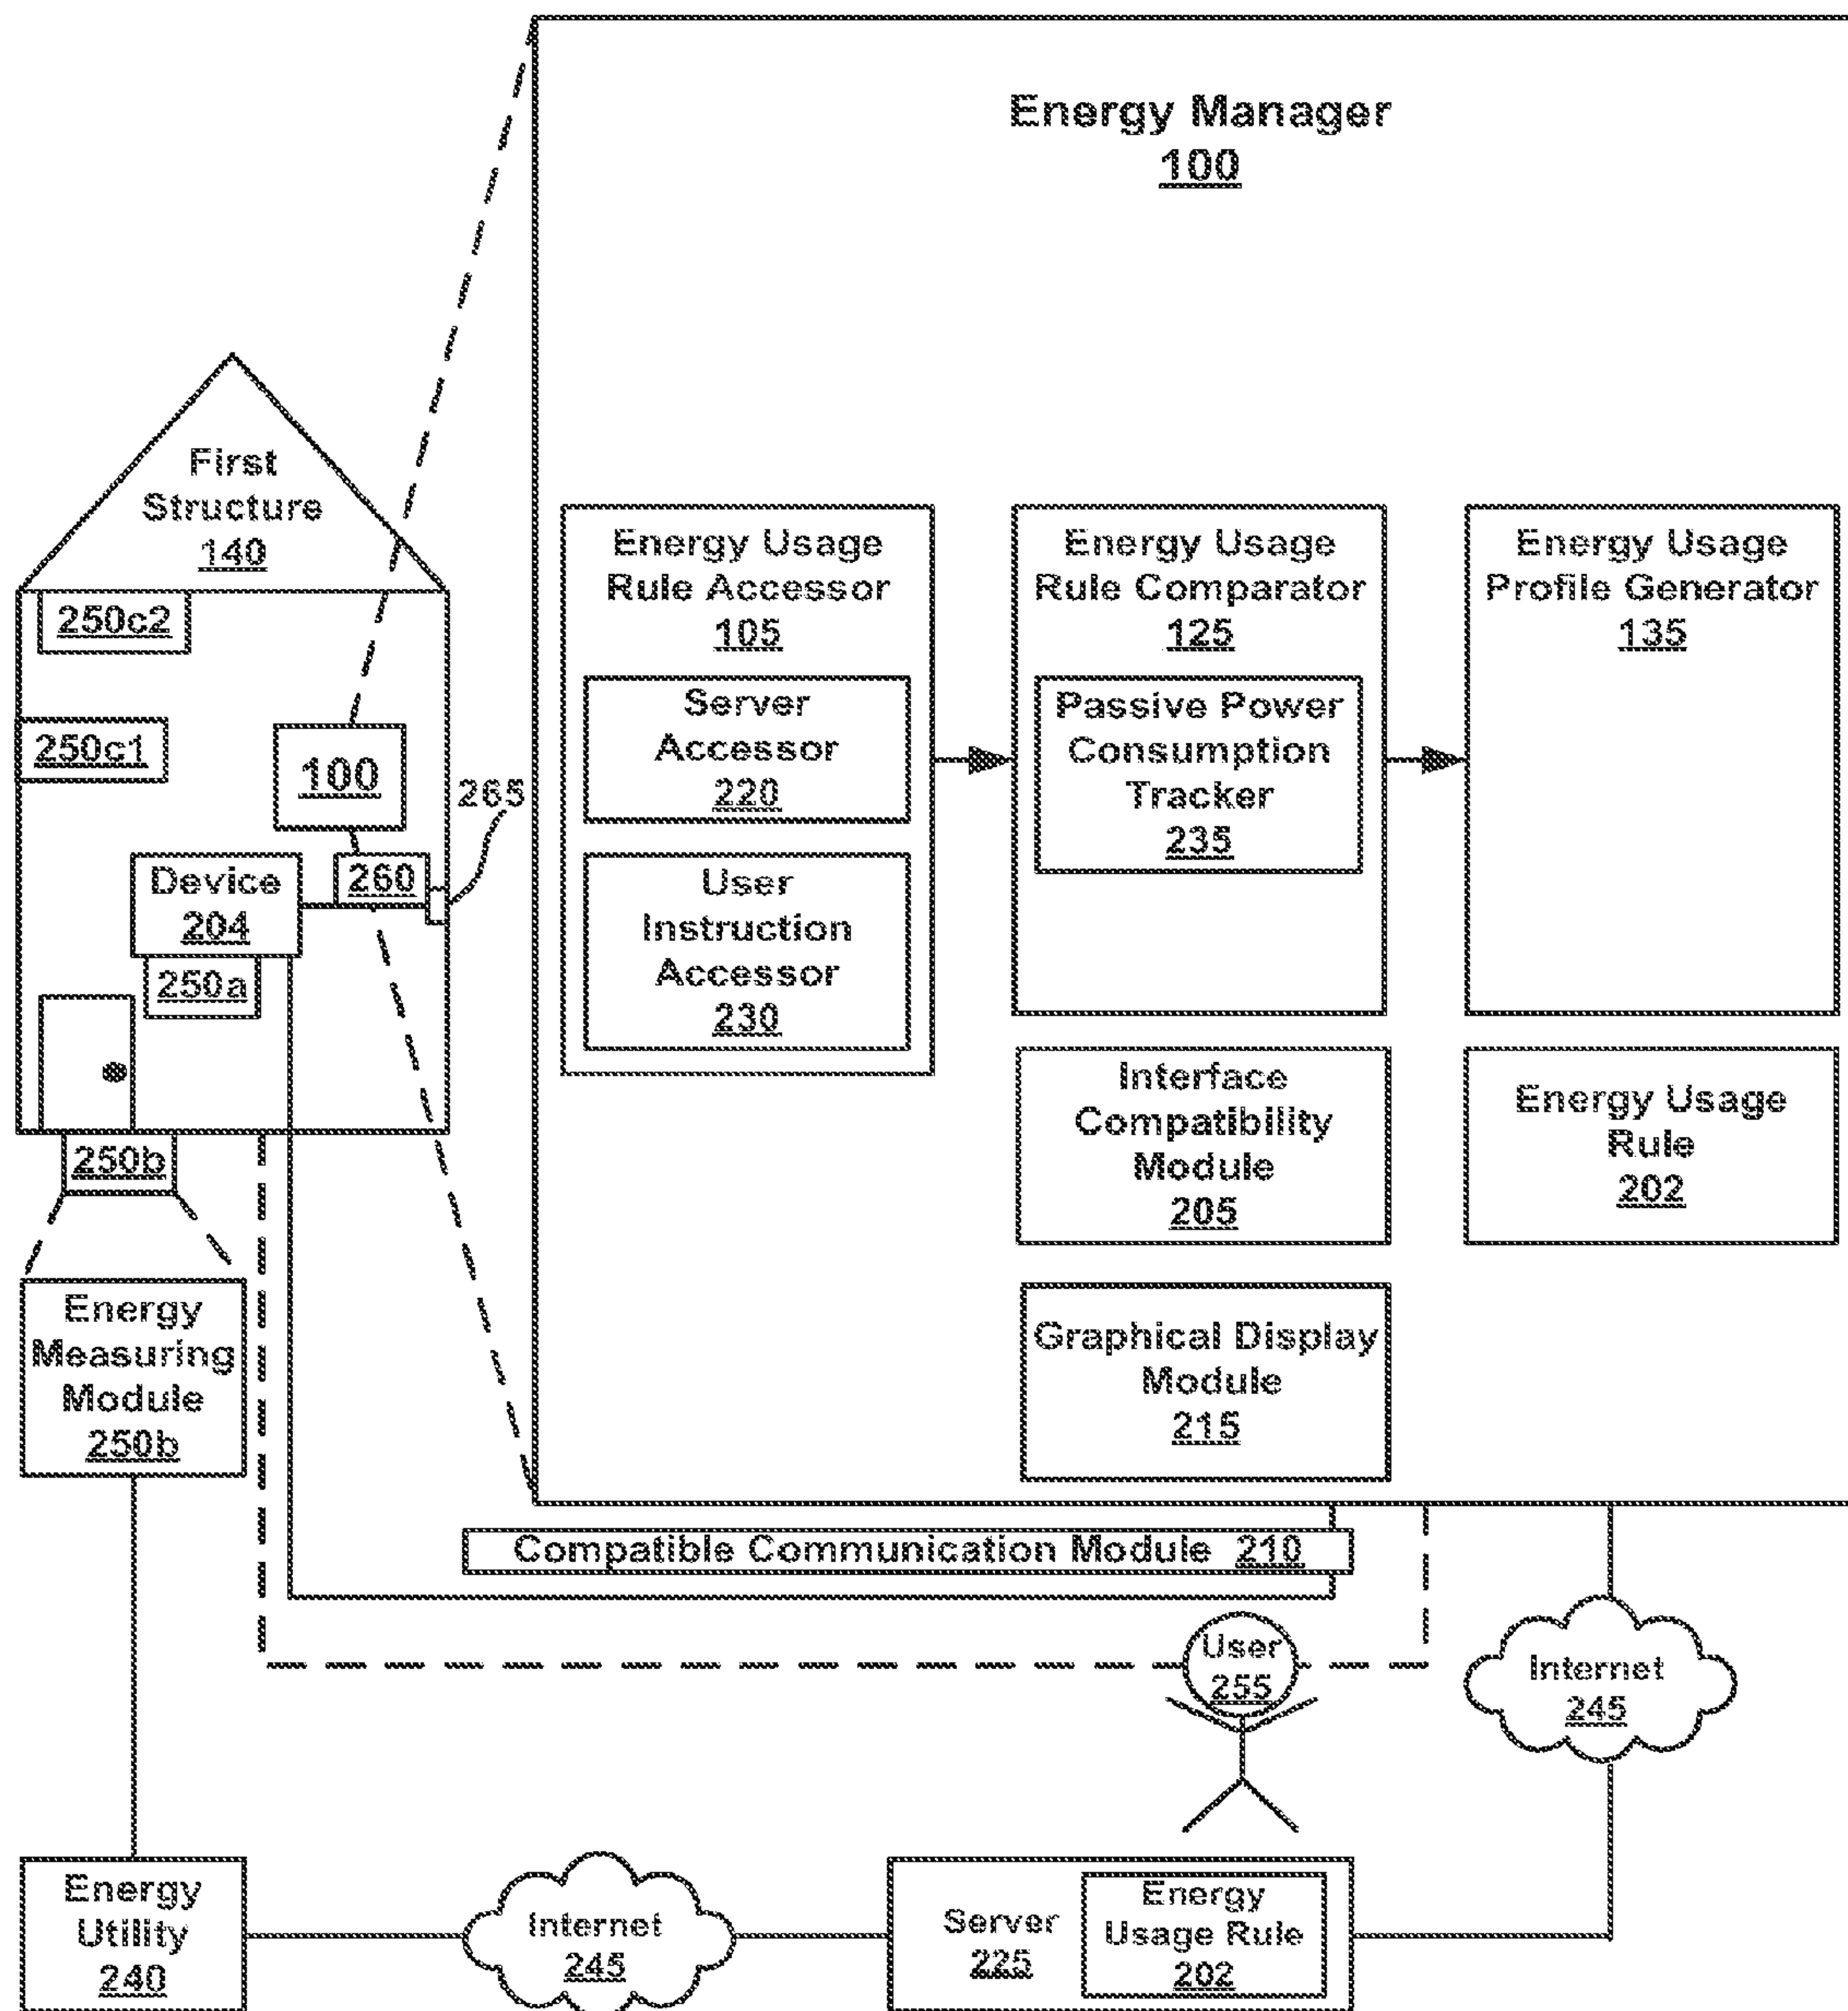 Energy Manager
100
First
Structure
140
250c2
250c1
100
265
260
Device
204
250a
250b
Energy
Measuring
Module
250b
Energy Usage
Rule Accessor
105
Server
Accessor
220
User
Instruction
Accessor
230
Energy Usage
Rule Comparator
125
Passive Power
Consumption
Tracker
235
Energy Usage
Profile Generator
135
Interface
Compatibility
Module
205
Energy Usage
Rule
202
Graphical Display
Module
215
Compatible Communication Module 210
User
255
Internet
245
Energy
Utility
240
Internet
245
Server
225
Energy
Usage Rule
202